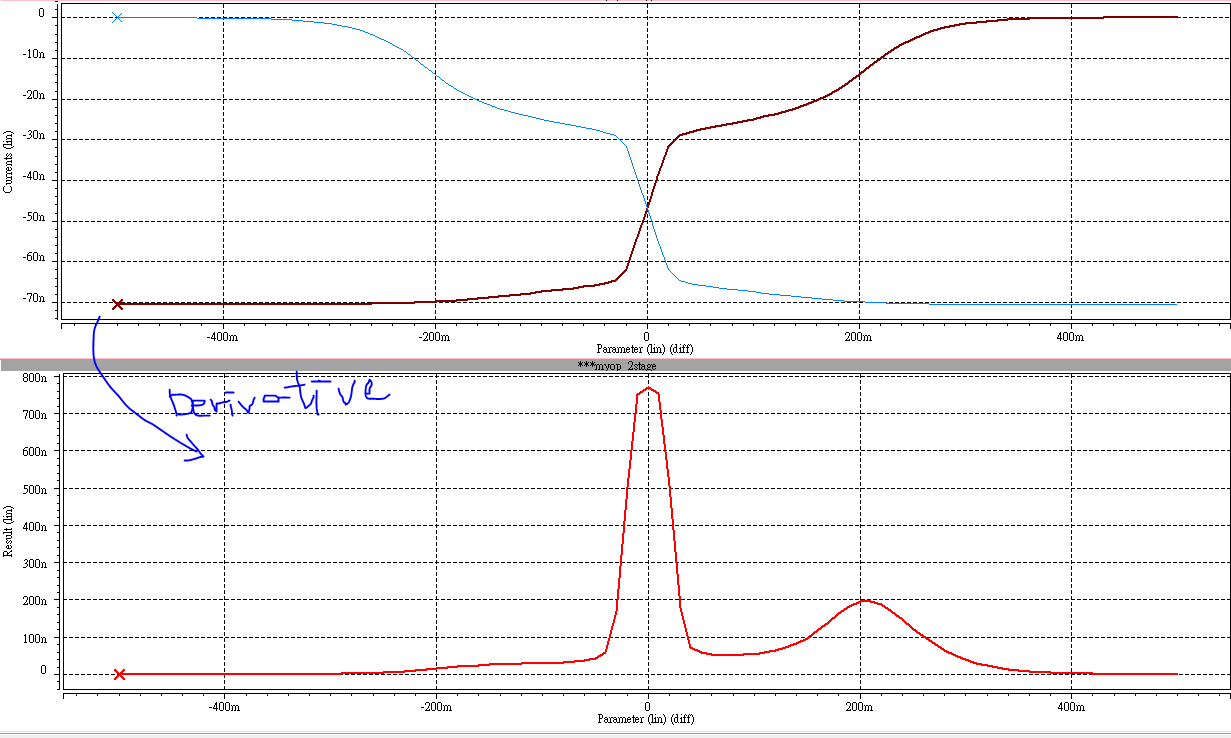 0
-10n
-20n
-30n
-40n
-50n
-60n
-70n
Currents (lin)
-400m -200m 0 200m 400m
Parameter (lin) (diff)
***myop_2stage
Derivative
800n
700n
600n
500n
400n
300n
200n
100n
0
Result (lin)
-400m -200m 0 200m 400m
Parameter (lin) (diff)